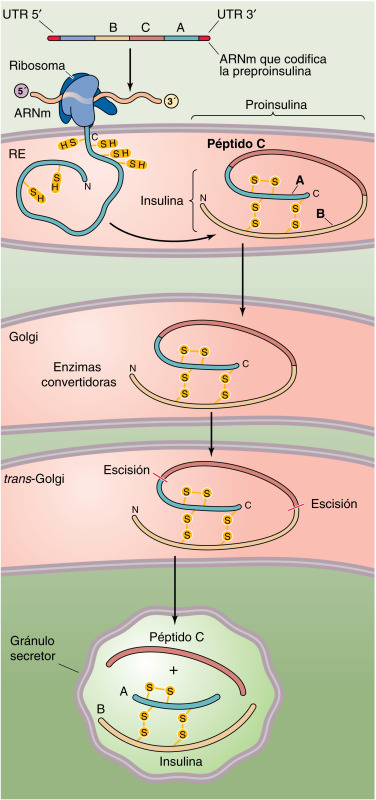 UTR 5′ B C A UTR 3′
ARNm que codifica
la preproinsulina
Ribosoma
5′
3′
ARNm
Proinsulina
RE
C
SH
SH
SH
SH
SH
N
Péptido C
Insulina
N
S S
A
C
S S
S S
B
Golgi
Enzimas
convertidoras
N
S S
C
S S
S S
trans-Golgi
Escisión
Escisión
N
S S
C
S S
S S
Gránulo
secretor
Péptido C
+
A
S S
B
S S
S S
Insulina